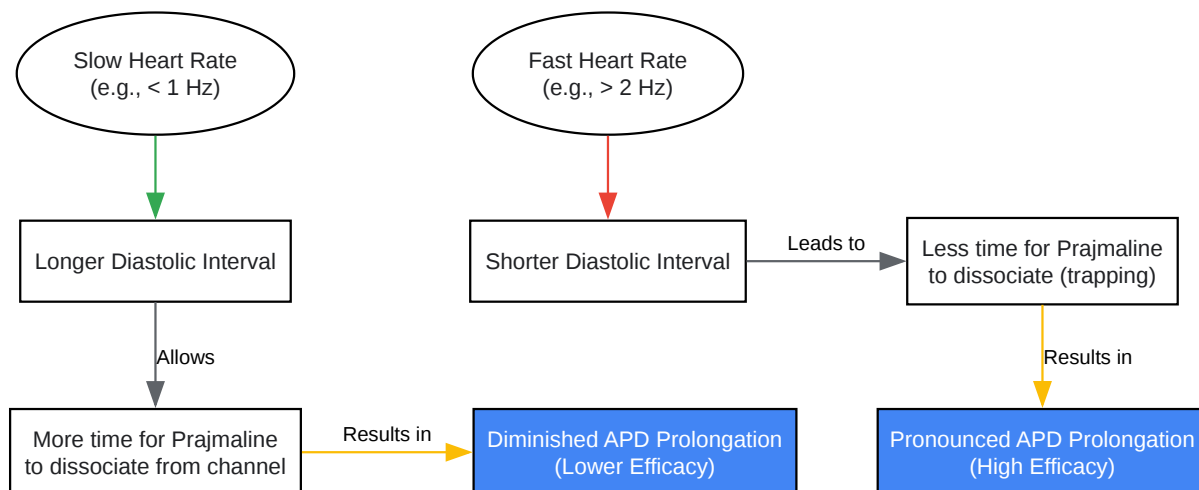 Slow Heart Rate
(e.g., < 1 Hz)
Fast Heart Rate
(e.g., > 2 Hz)
Longer Diastolic Interval
Shorter Diastolic Interval
Leads to
Less time for Prajmaline
to dissociate (trapping)
Allows
Results in
More time for Prajmaline
to dissociate from channel
Results in
Diminished APD Prolongation
(Lower Efficacy)
Pronounced APD Prolongation
(High Efficacy)